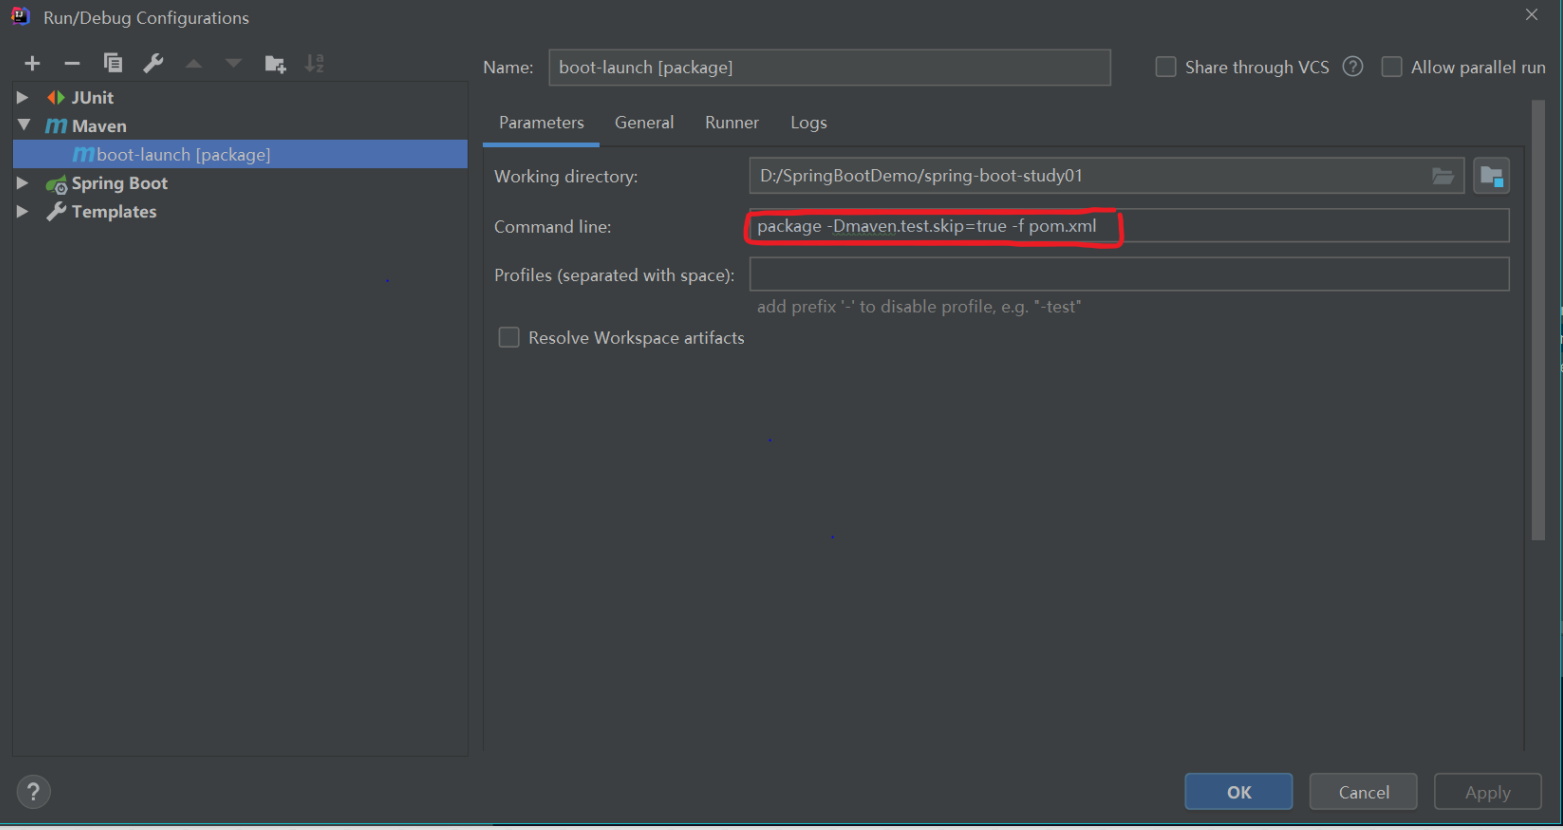 Run/Debug Configurations
Name: boot-launch [package] Share through VCS ? Allow parallel run
JUnit
Maven
mboot-launch [package]
Spring Boot
Templates
Parameters General Runner Logs
Working directory: D:/SpringBootDemo/spring-boot-study01
Command line: package -Dmaven.test.skip=true -f pom.xml
Profiles (separated with space):
add prefix '-' to disable profile, e.g. "-test"
Resolve Workspace artifacts
? OK Cancel Apply